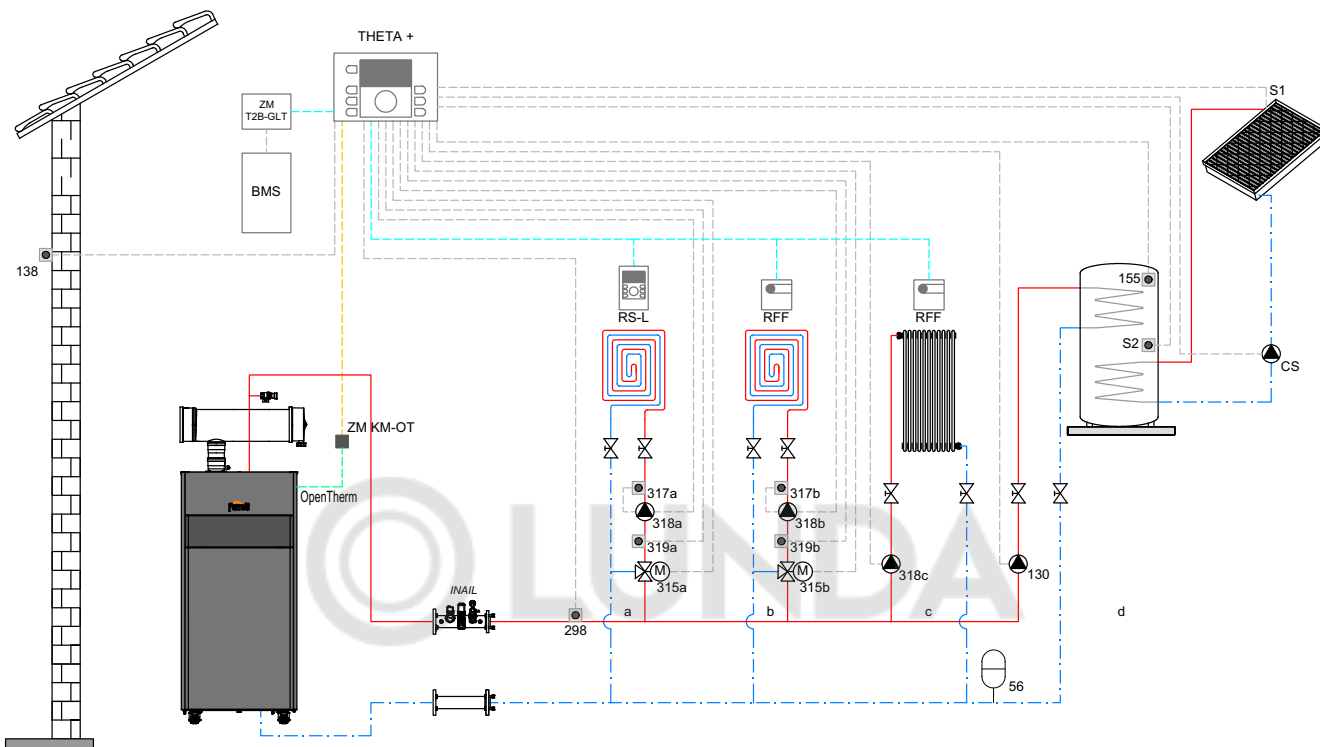 THETA +
S1
ZM
T2B-GLT
BMS
138
155
RS-L
RFF
RFF
S2
CS
ZM KM-OT
OpenTherm
ferroli
317a
317b
318a
318b
319a
319b
M
M
315a
315b
318c
130
INAIL
298
a
b
c
d
56
LUNDA